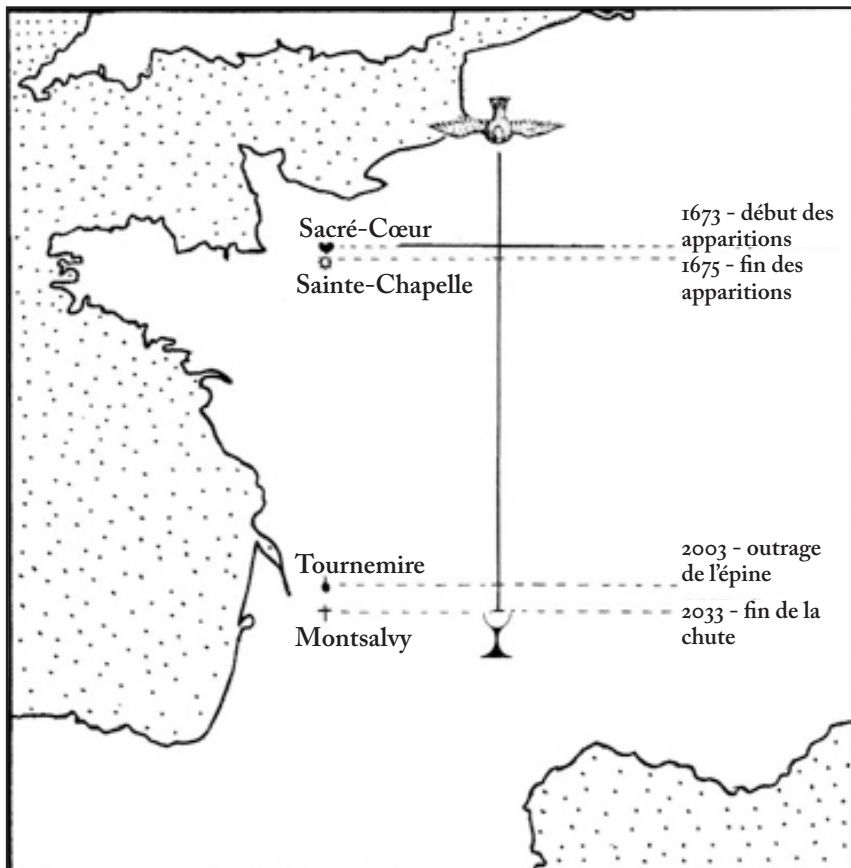 Sacré-Cœur
Sainte-Chapelle
1673 - début des
apparitions
1675 - fin des
apparitions
Tournemire
Montsalvy
2003 - outrage
de l'épine
2033 - fin de la
chute